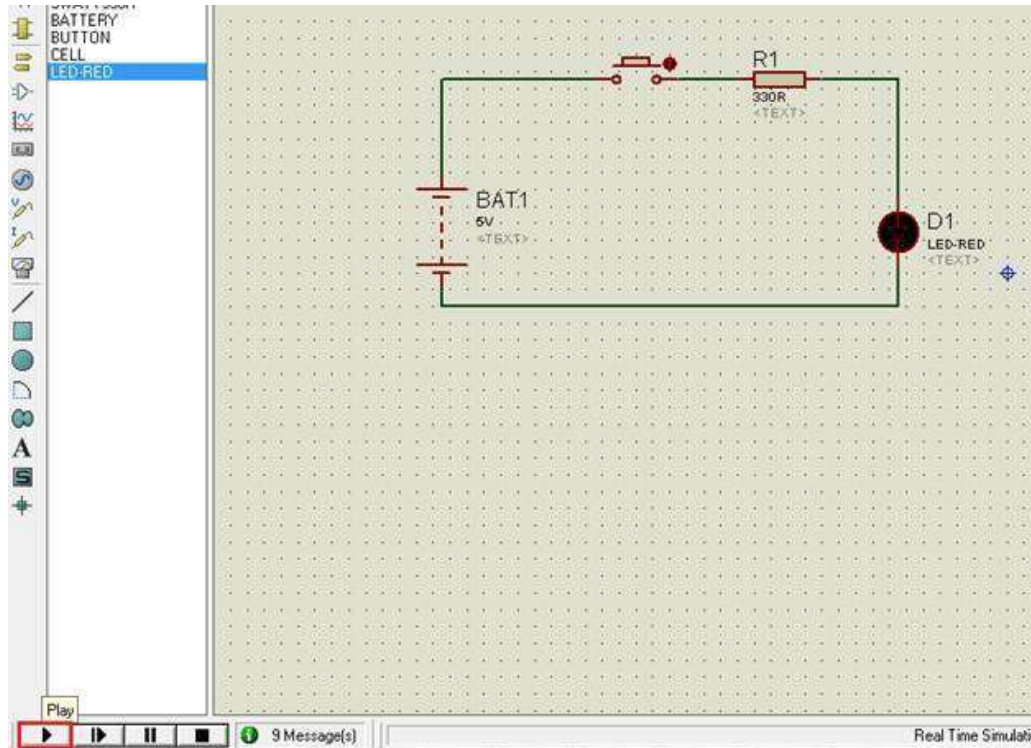 BATTERY
BUTTON
CELL
LED-RED
R1
330R
<TEXT>
BAT1
5V
<TEXT>
D1
LED-RED
<TEXT>
A
S
Play
9 Message(s)
Real Time Simulati